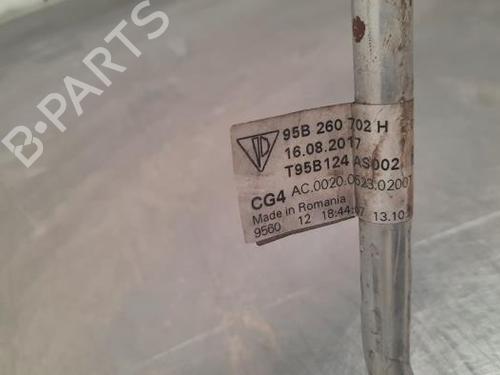 B-PARTS
95B 260 702 H
16.08.2017
T95B124 AS002
CG4 AC.0020.0523.0200
Made in Romania
9560 12 18:44:07 13.10